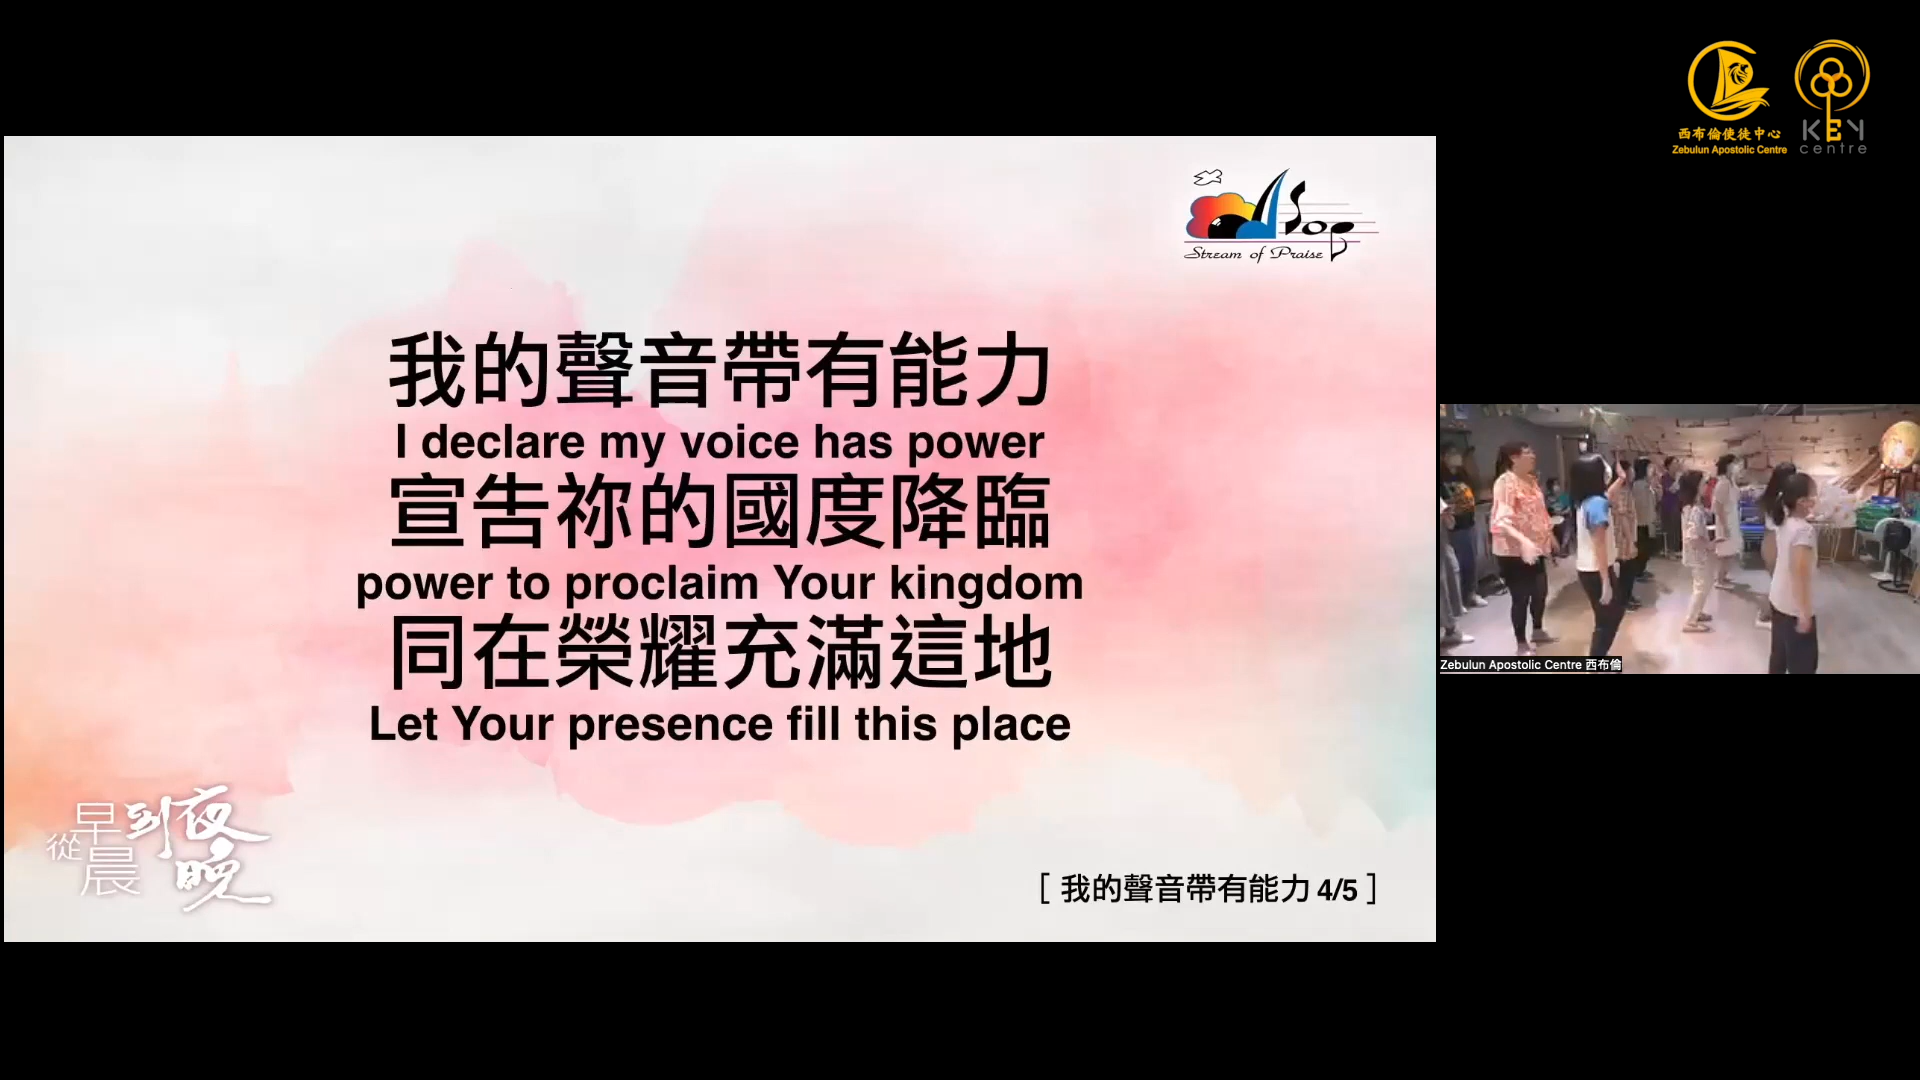 西布倫使徒中心
Zebulun Apostolic Centre
KEY
centre
SOP
Stream of Praise
我的聲音帶有能力
I declare my voice has power
宣告祢的國度降臨
power to proclaim Your kingdom
同在榮耀充滿這地
Let Your presence fill this place
Zebulun Apostolic Centre 西布倫
從早晨到夜晚
[ 我的聲音帶有能力 4/5 ]